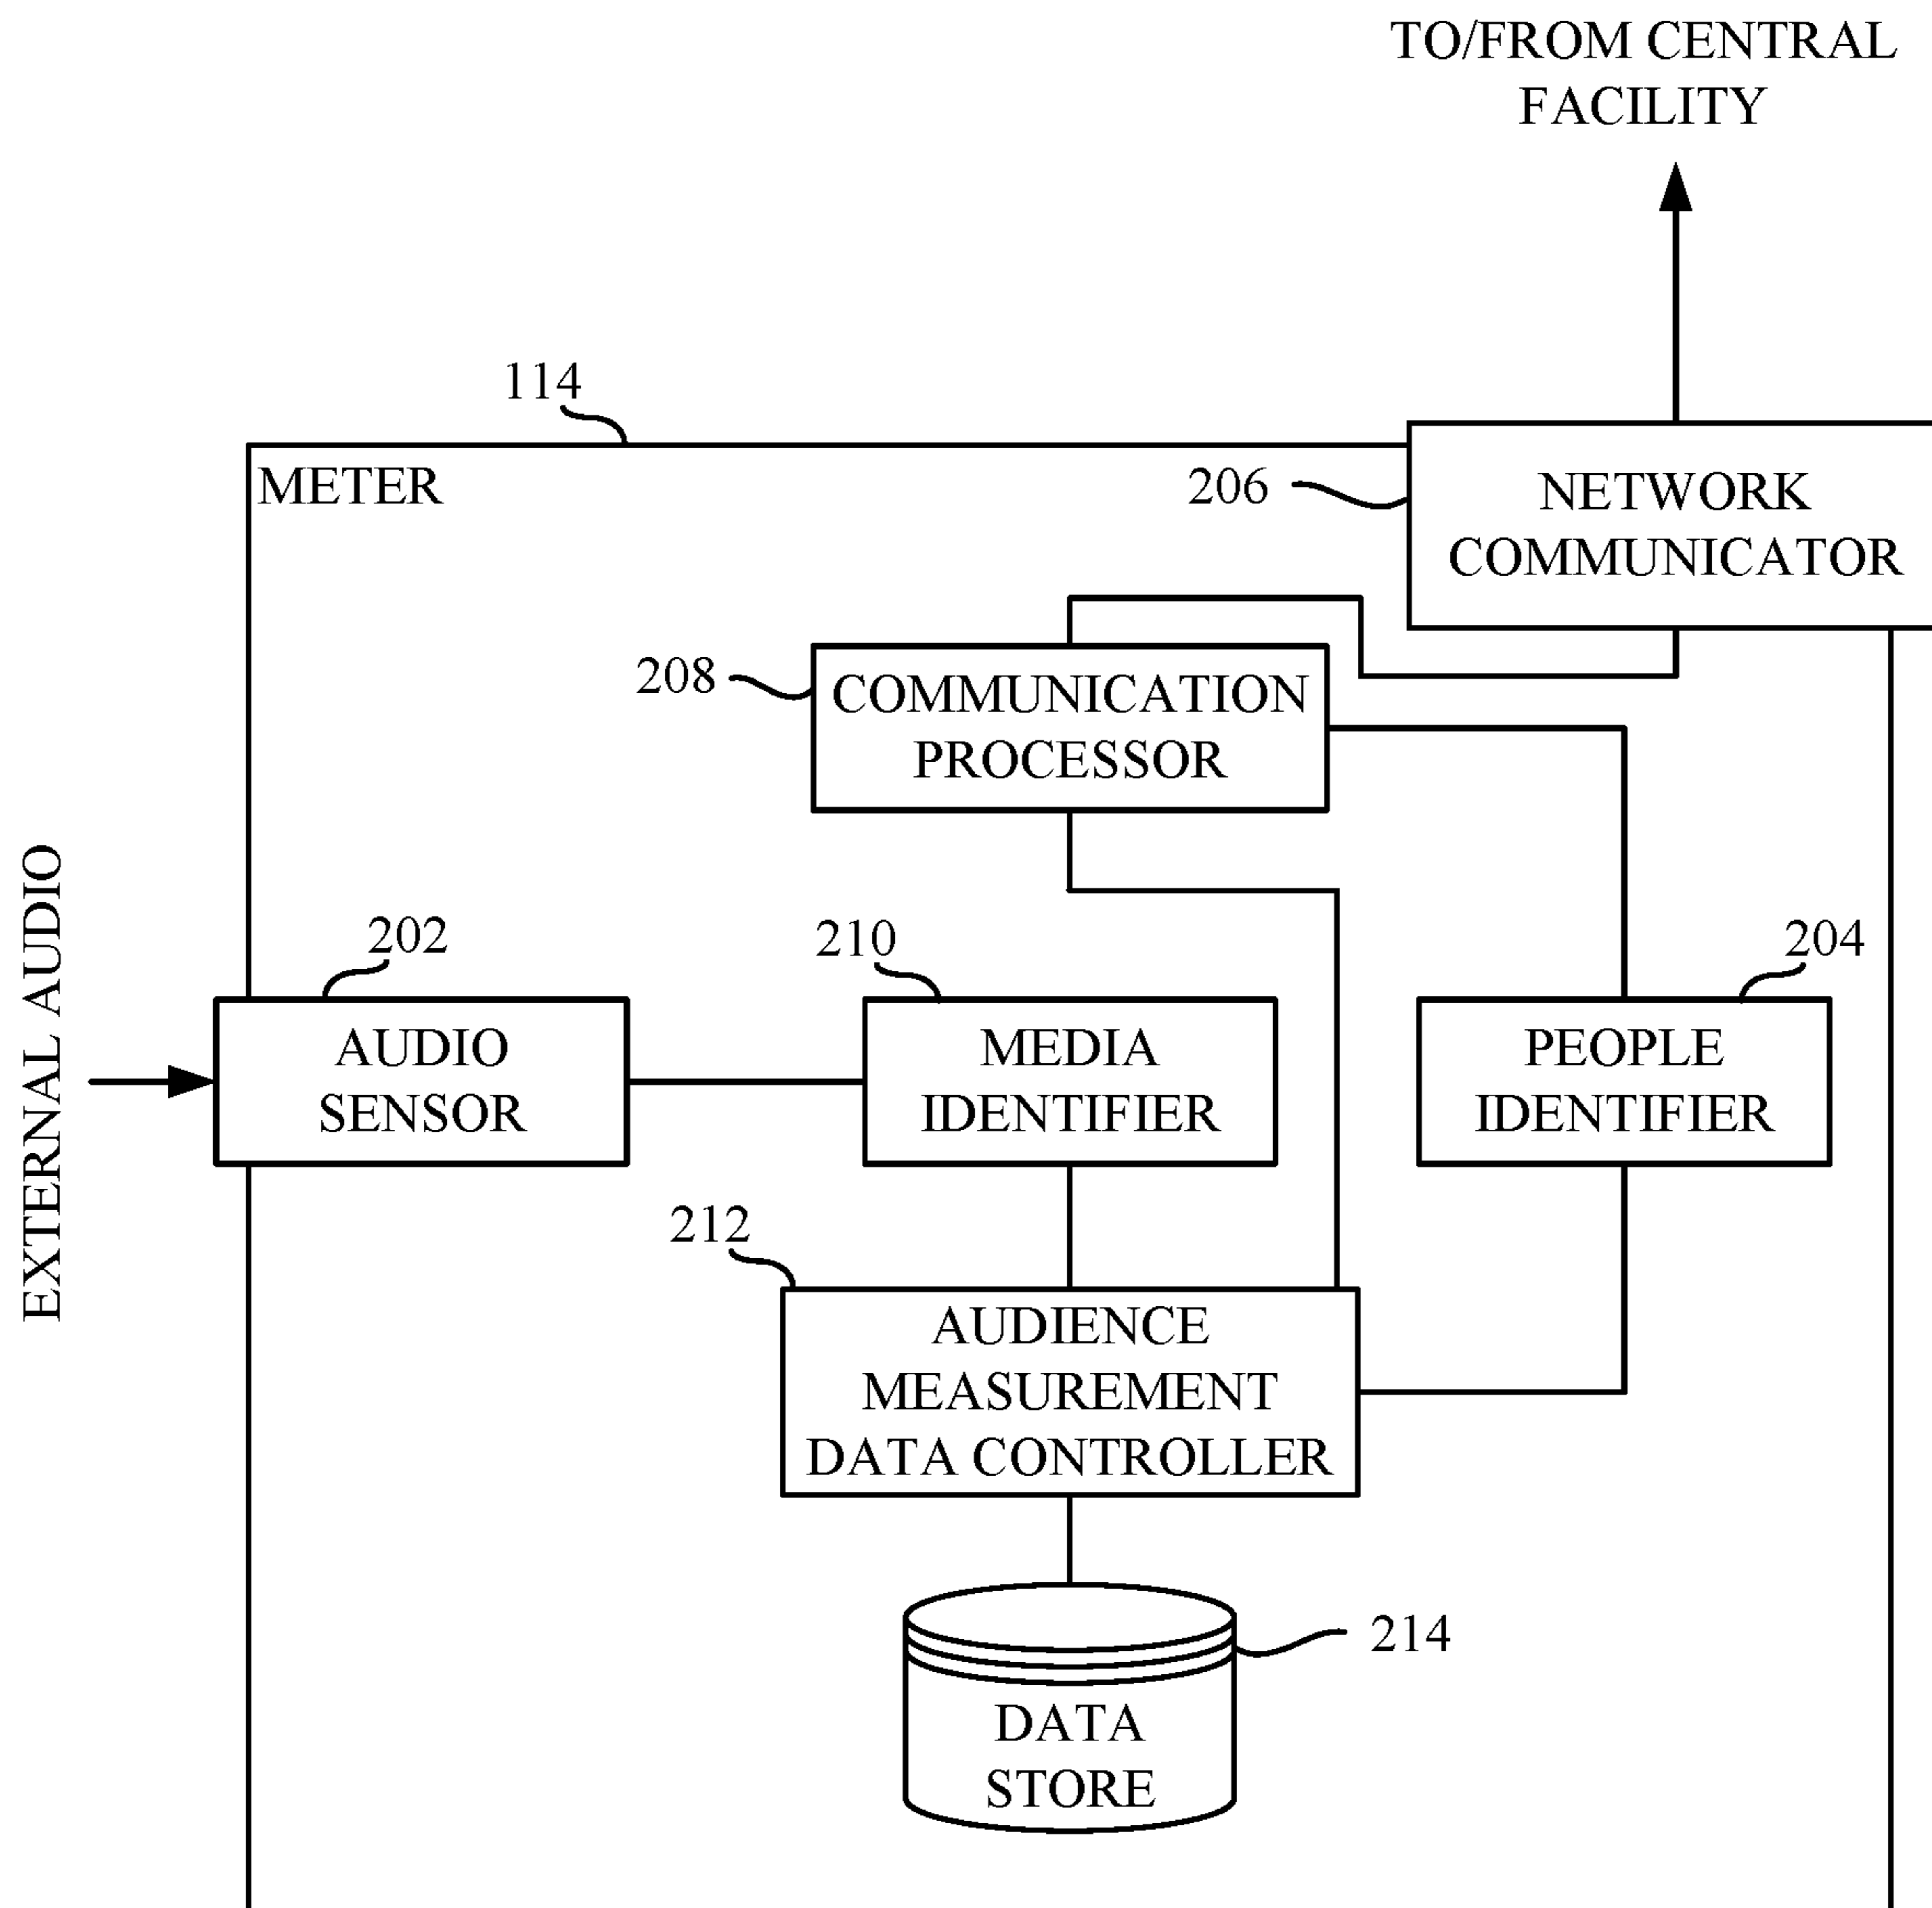 TO/FROM CENTRAL
FACILITY
114
METER
206
NETWORK
COMMUNICATOR
208
COMMUNICATION
PROCESSOR
EXTERNAL AUDIO
202
AUDIO
SENSOR
210
MEDIA
IDENTIFIER
204
PEOPLE
IDENTIFIER
212
AUDIENCE
MEASUREMENT
DATA CONTROLLER
214
DATA
STORE